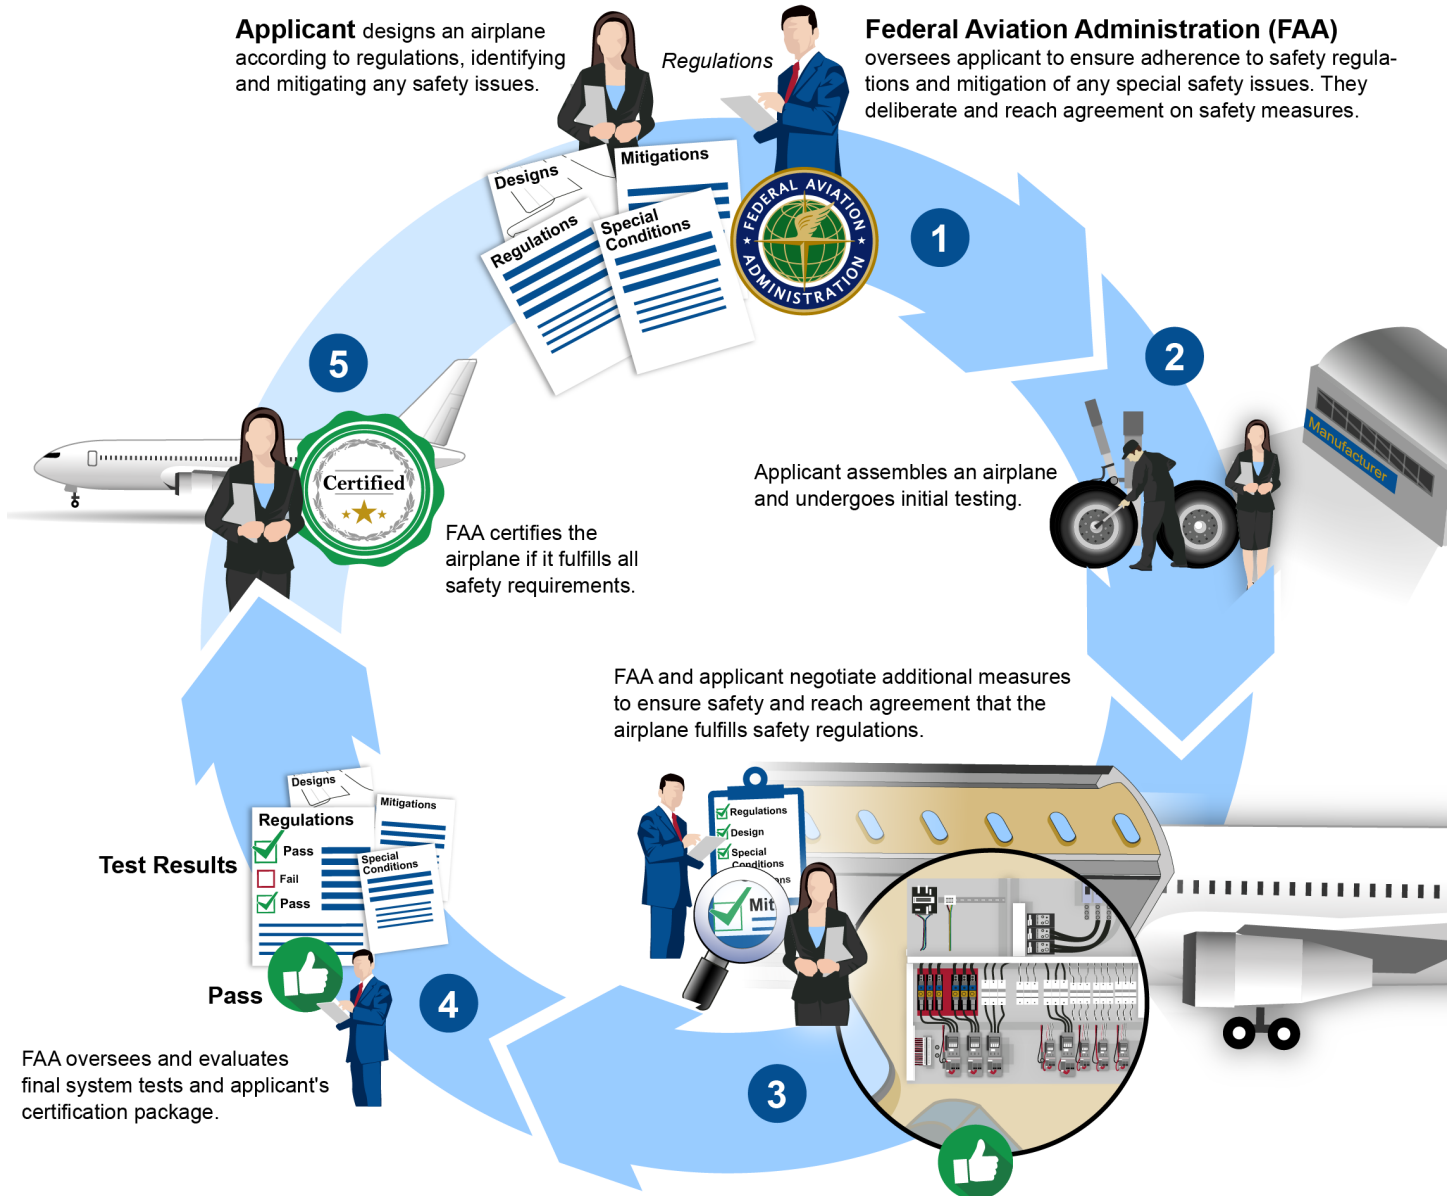 Applicant designs an airplane
according to regulations, identifying
and mitigating any safety issues.
Regulations
Federal Aviation Administration (FAA)
oversees applicant to ensure adherence to safety regula-
tions and mitigation of any special safety issues. They
deliberate and reach agreement on safety measures.
Designs
Mitigations
Regulations
Special
Conditions
FEDERAL AVIATION
ADMINISTRATION
1
2
Manufacturer
Applicant assembles an airplane
and undergoes initial testing.
5
Certified
FAA certifies the
airplane if it fulfills all
safety requirements.
FAA and applicant negotiate additional measures
to ensure safety and reach agreement that the
airplane fulfills safety regulations.
Regulations
Design
Special
Conditions
ons
Mit
3
Designs
Mitigations
Regulations
Pass
Fail
Pass
Special
Conditions
Test Results
Pass
4
FAA oversees and evaluates
final system tests and applicant's
certification package.